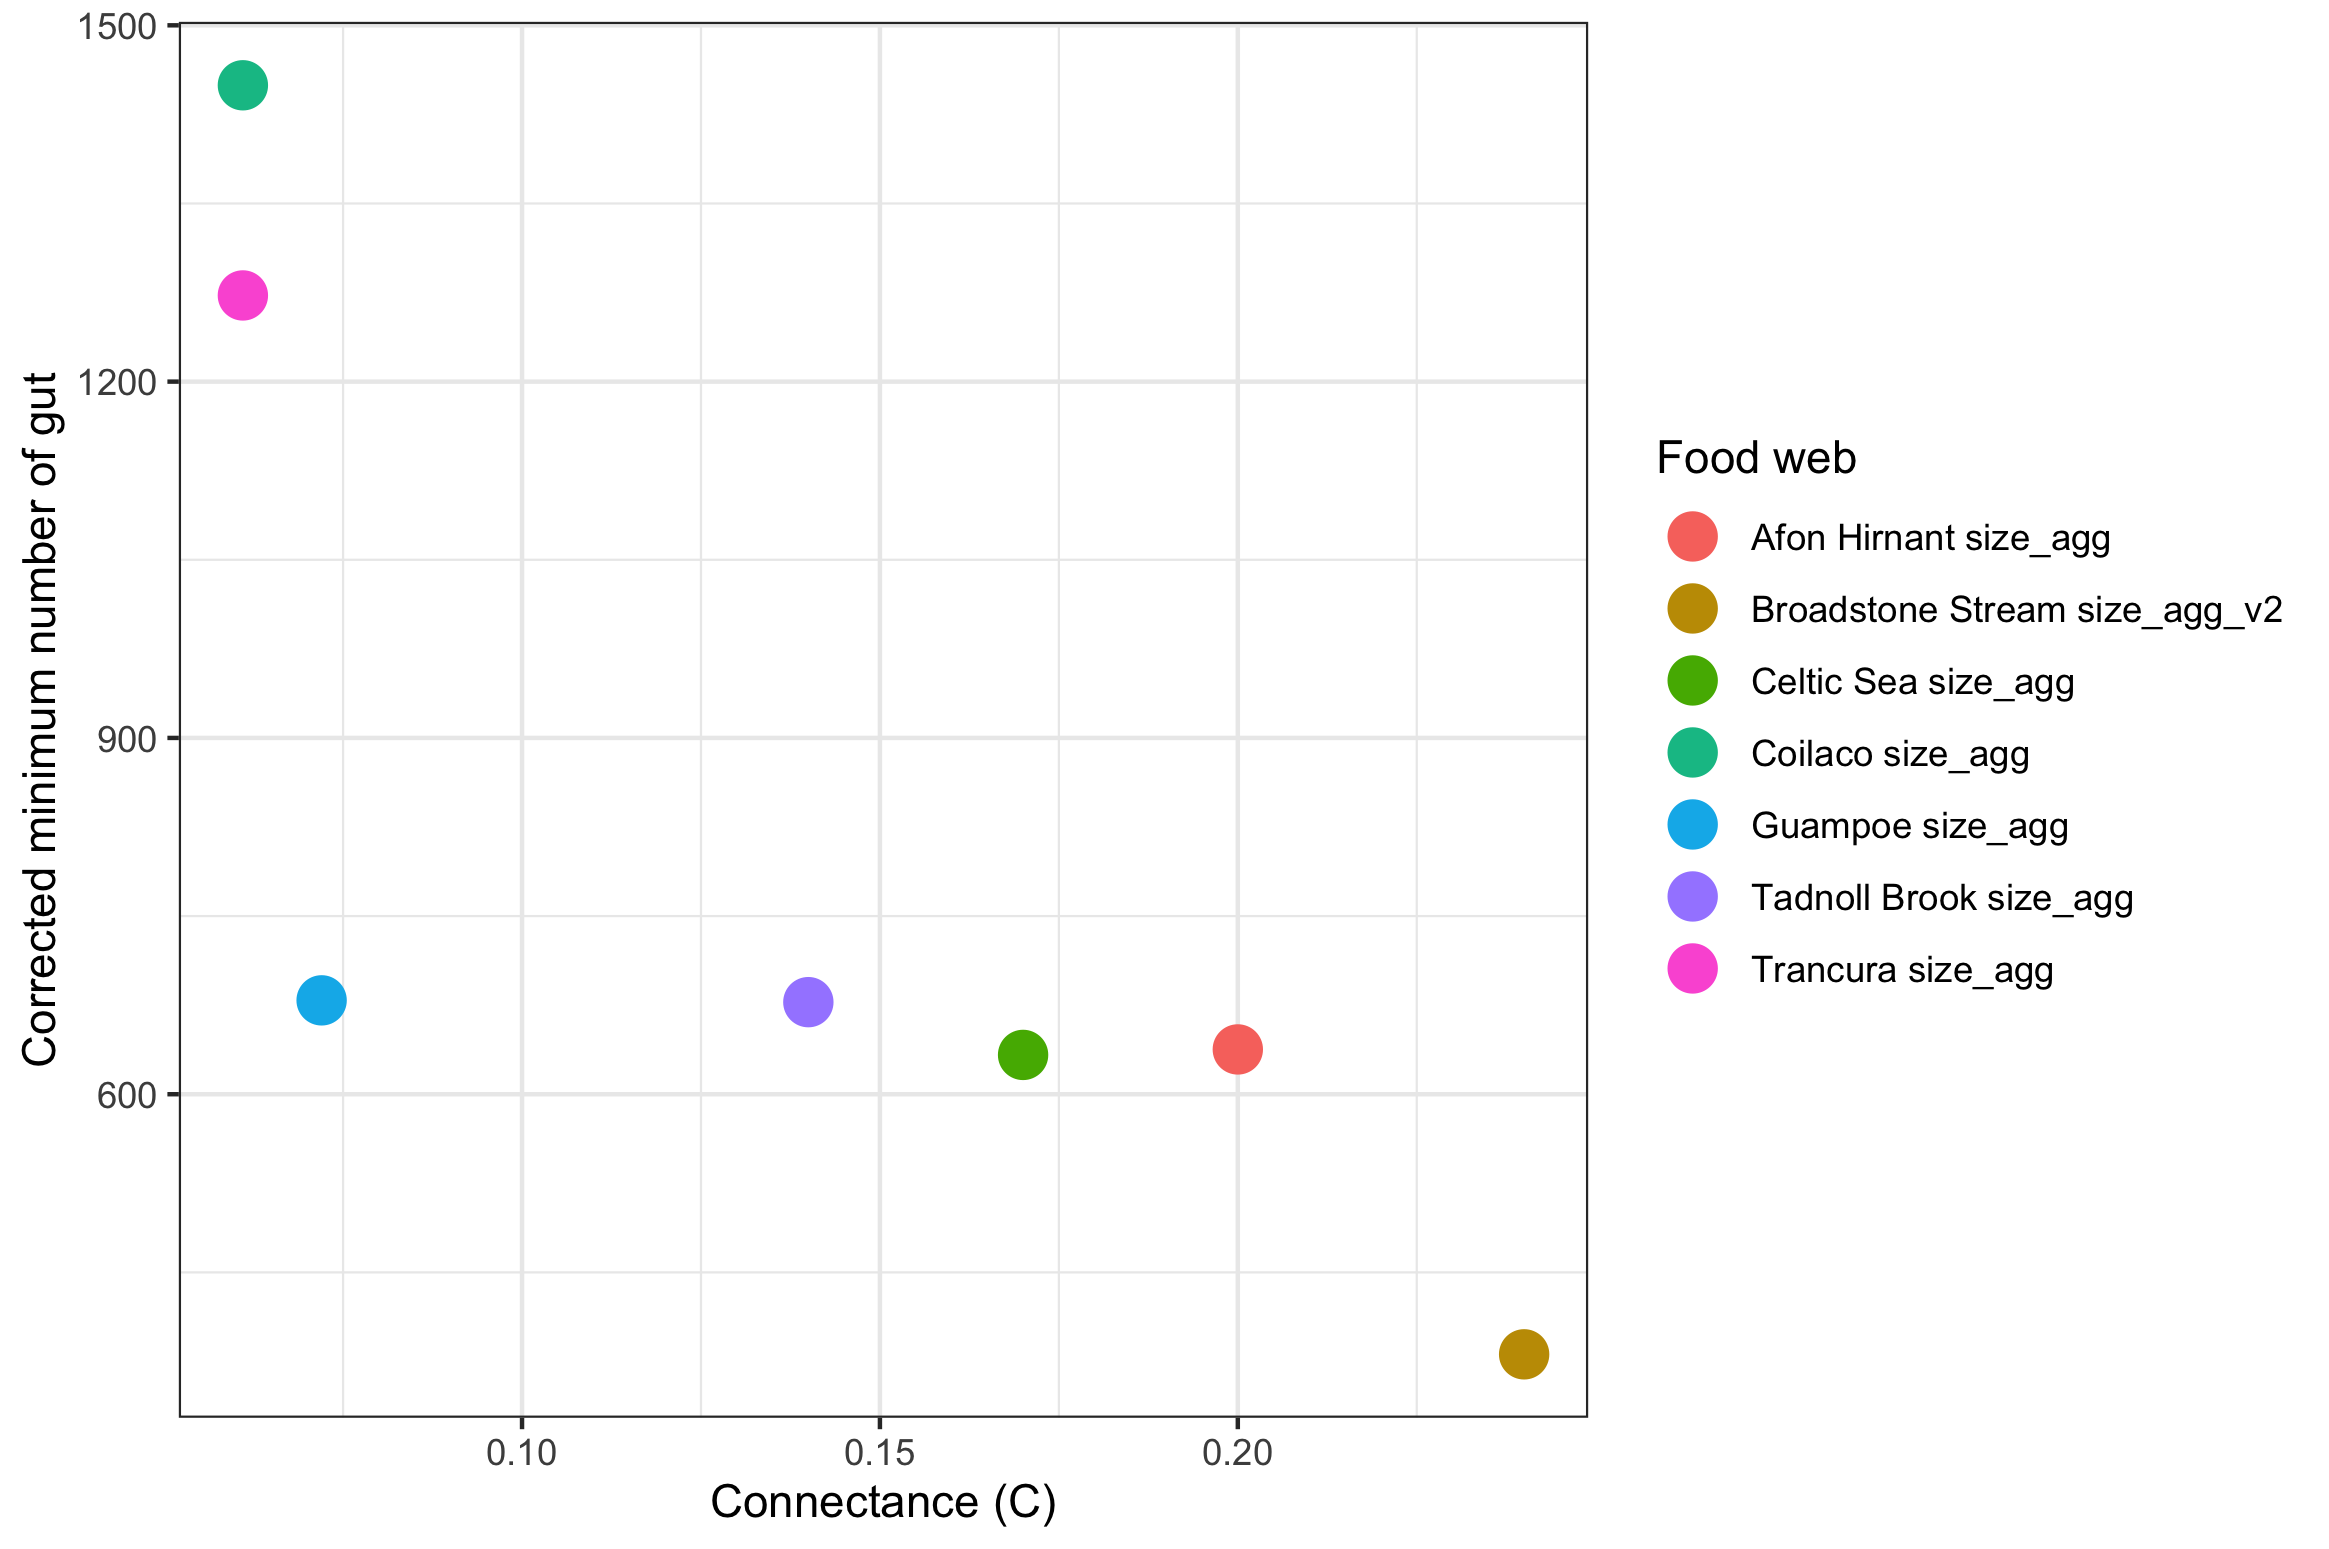 1500
1200
900
600
Corrected minimum number of gut
0.10
0.15
0.20
Connectance (C)
Food web
Afon Hirnant size_agg
Broadstone Stream size_agg_v2
Celtic Sea size_agg
Coilaco size_agg
Guampoe size_agg
Tadnoll Brook size_agg
Trancura size_agg